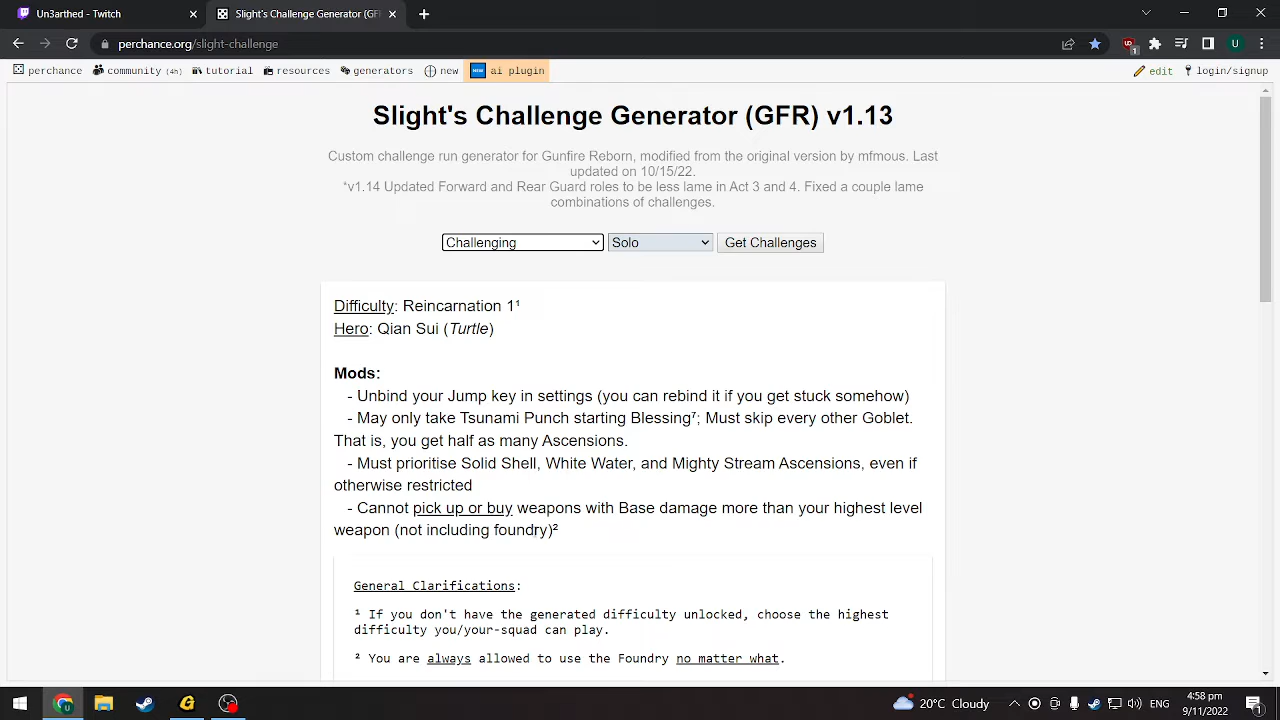 Un3arthed - Twitch
Slight's Challenge Generator (GF
perchance.org/slight-challenge
1
U
perchance
community (4h)
tutorial
resources
generators
new
new
ai plugin
edit
login/signup
Slight's Challenge Generator (GFR) v1.13
Custom challenge run generator for Gunfire Reborn, modified from the original version by mfmous. Last
updated on 10/15/22.
*v1.14 Updated Forward and Rear Guard roles to be less lame in Act 3 and 4. Fixed a couple lame
combinations of challenges.
Challenging
Solo
Get Challenges
Difficulty: Reincarnation 1¹
Hero: Qian Sui (Turtle)
Mods:
- Unbind your Jump key in settings (you can rebind it if you get stuck somehow)
- May only take Tsunami Punch starting Blessing⁷; Must skip every other Goblet.
That is, you get half as many Ascensions.
- Must prioritise Solid Shell, White Water, and Mighty Stream Ascensions, even if
otherwise restricted
- Cannot pick up or buy weapons with Base damage more than your highest level
weapon (not including foundry)²
General Clarifications:
¹ If you don't have the generated difficulty unlocked, choose the highest
difficulty you/your-squad can play.
² You are always allowed to use the Foundry no matter what.
20°C Cloudy
ENG
4:58 pm
9/11/2022
1